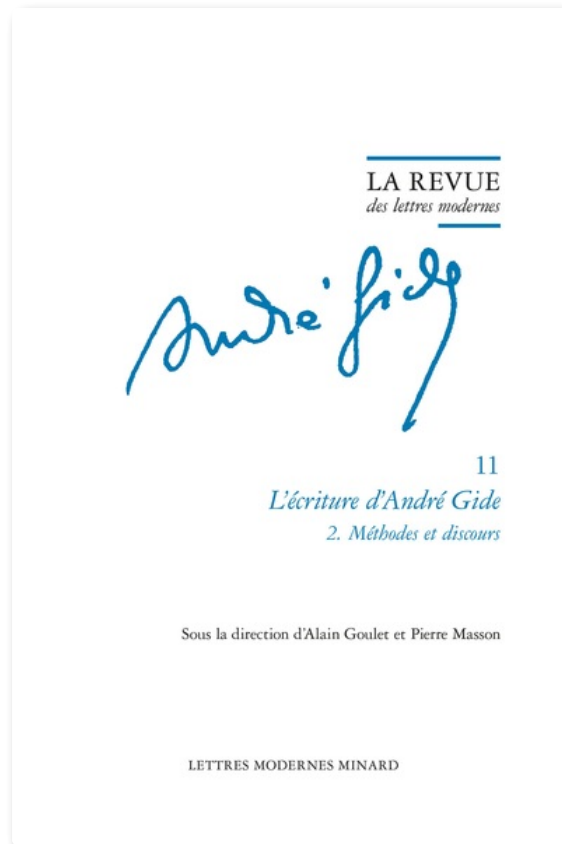 LA REVUE
des lettres modernes
André Gide
11
L'écriture d'André Gide
2. Méthodes et discours
Sous la direction d'Alain Goulet et Pierre Masson
LETTRES MODERNES MINARD